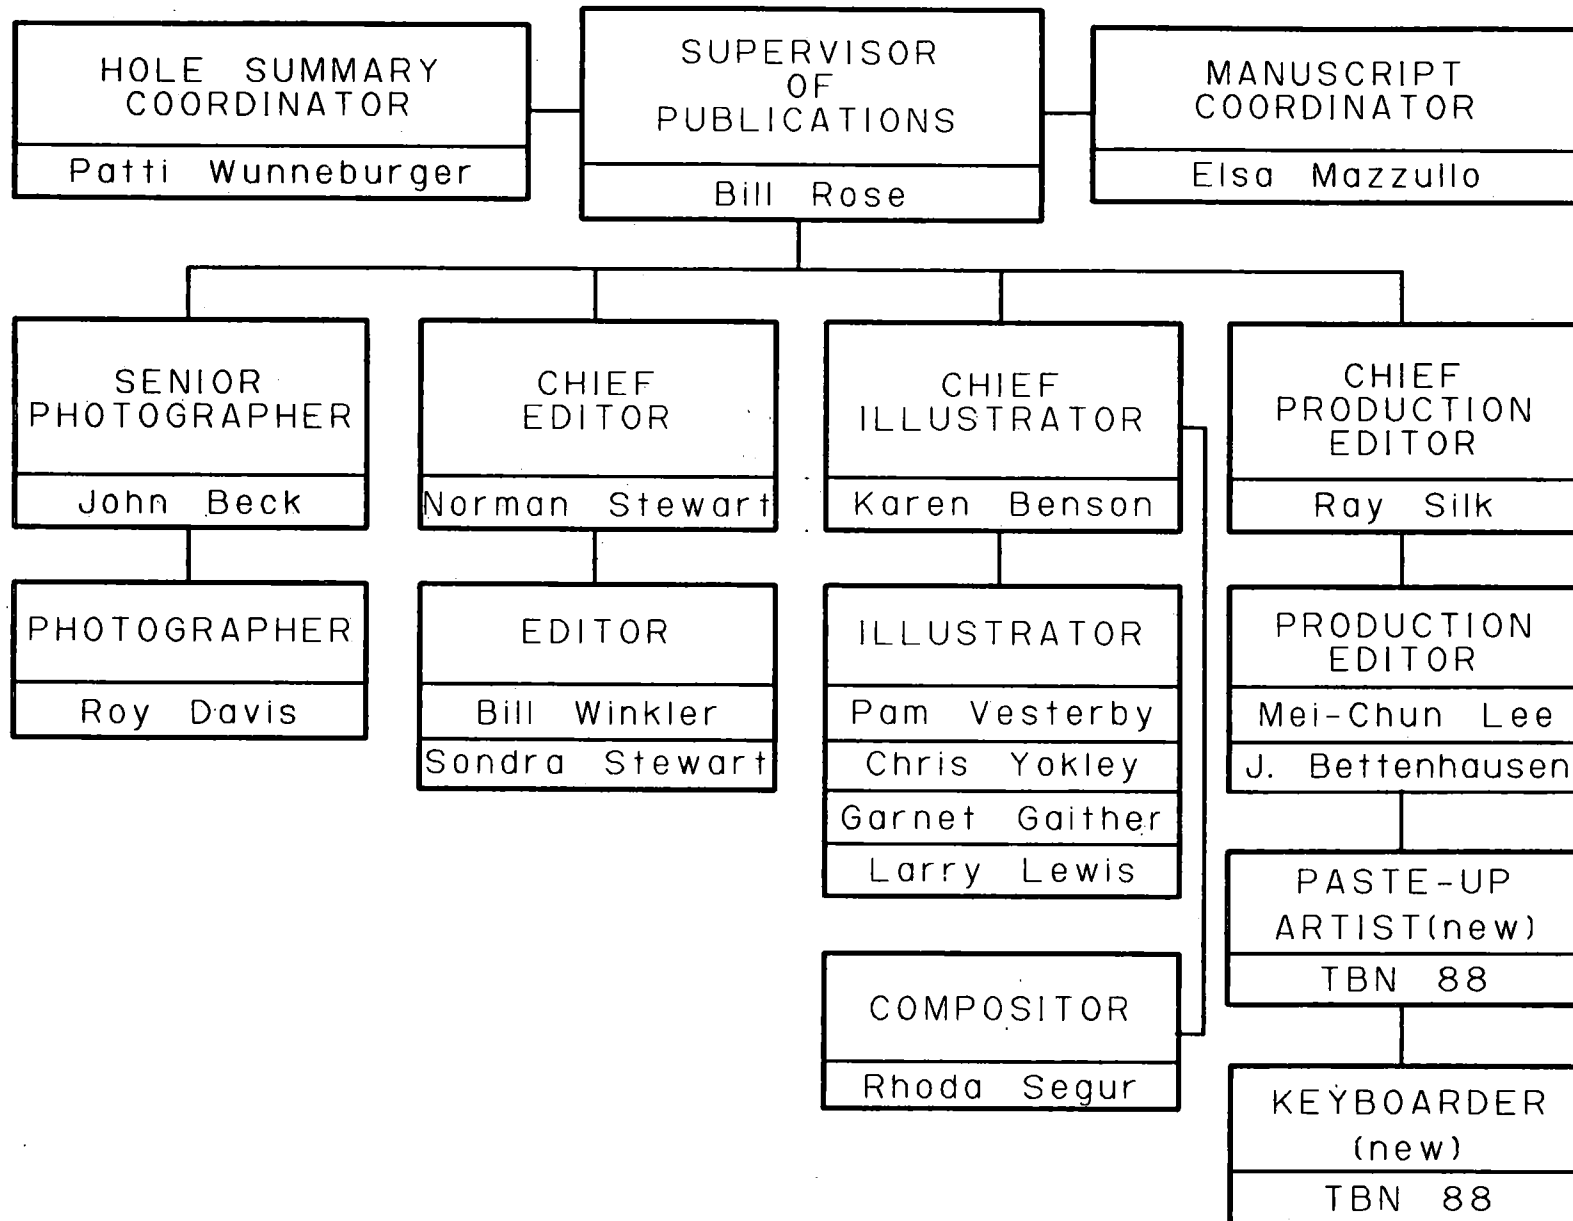 HOLE SUMMARY
COORDINATOR
Patti Wunneburger
SUPERVISOR
OF
PUBLICATIONS
Bill Rose
MANUSCRIPT
COORDINATOR
Elsa Mazzullo
SENIOR
PHOTOGRAPHER
John Beck
CHIEF
EDITOR
Norman Stewart
CHIEF
ILLUSTRATOR
Karen Benson
CHIEF
PRODUCTION
EDITOR
Ray Silk
PHOTOGRAPHER
Roy Davis
EDITOR
Bill Winkler
Sondra Stewart
ILLUSTRATOR
Pam Vesterby
Chris Yokley
Garnet Gaither
Larry Lewis
PRODUCTION
EDITOR
Mei-Chun Lee
J. Bettenhausen
COMPOSITOR
Rhoda Segur
PASTE-UP
ARTIST(new)
TBN 88
KEYBOARDER
(new)
TBN 88